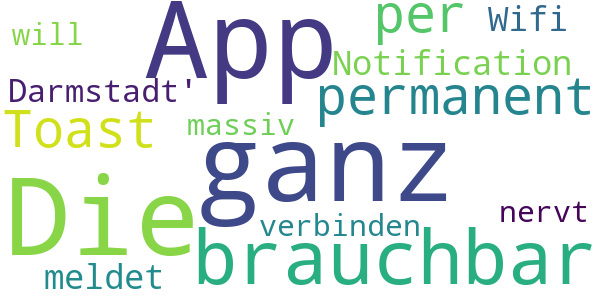 will
App
per
Wifi
Notification
Darmstadt'
permanent
Toast
massiv
ganz
Die
nervt
verbinden
brauchbar
meldet